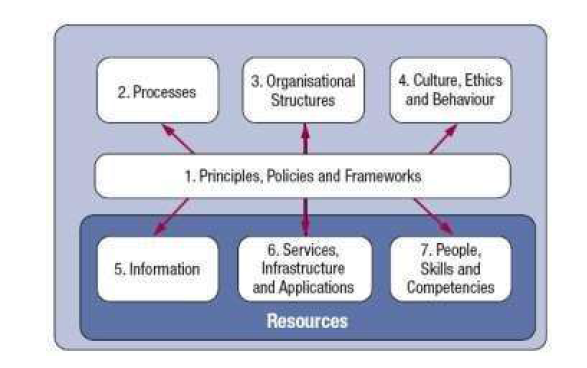 2. Processes
3. Organisational
Structures
4. Culture, Ethics
and Behaviour
1. Principles, Policies and Frameworks
5. Information
6. Services,
Infrastructure
and Applications
7. People,
Skills and
Competencies
Resources